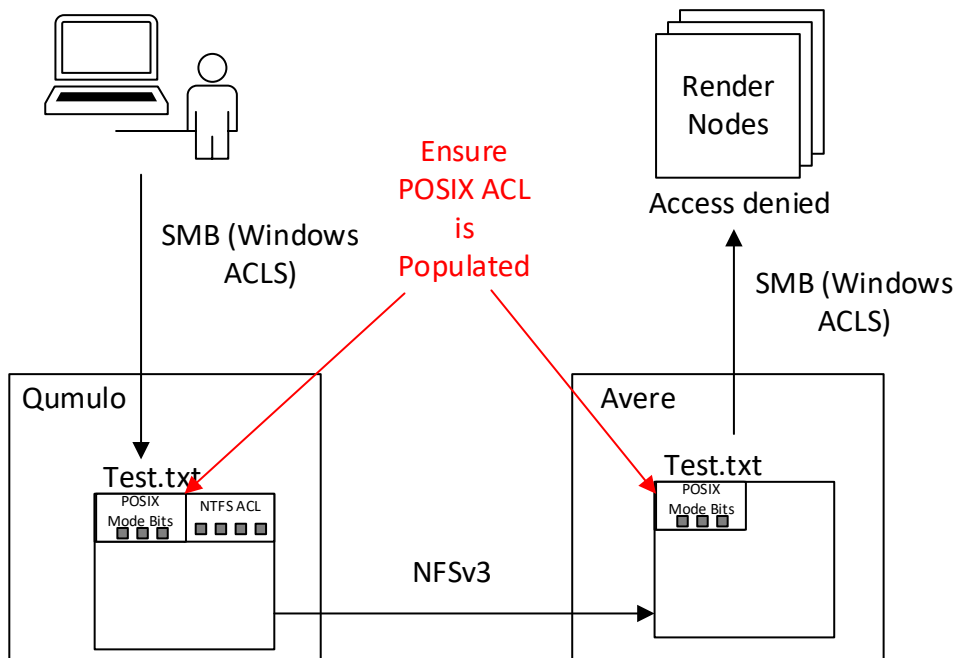 Render
Nodes
Access denied
Ensure
POSIX ACL
is
Populated
SMB (Windows
ACLS)
SMB (Windows
ACLS)
Qumulo
Test.txt
POSIX
Mode Bits
NTFS ACL
NFSv3
Avere
Test.txt
POSIX
Mode Bits